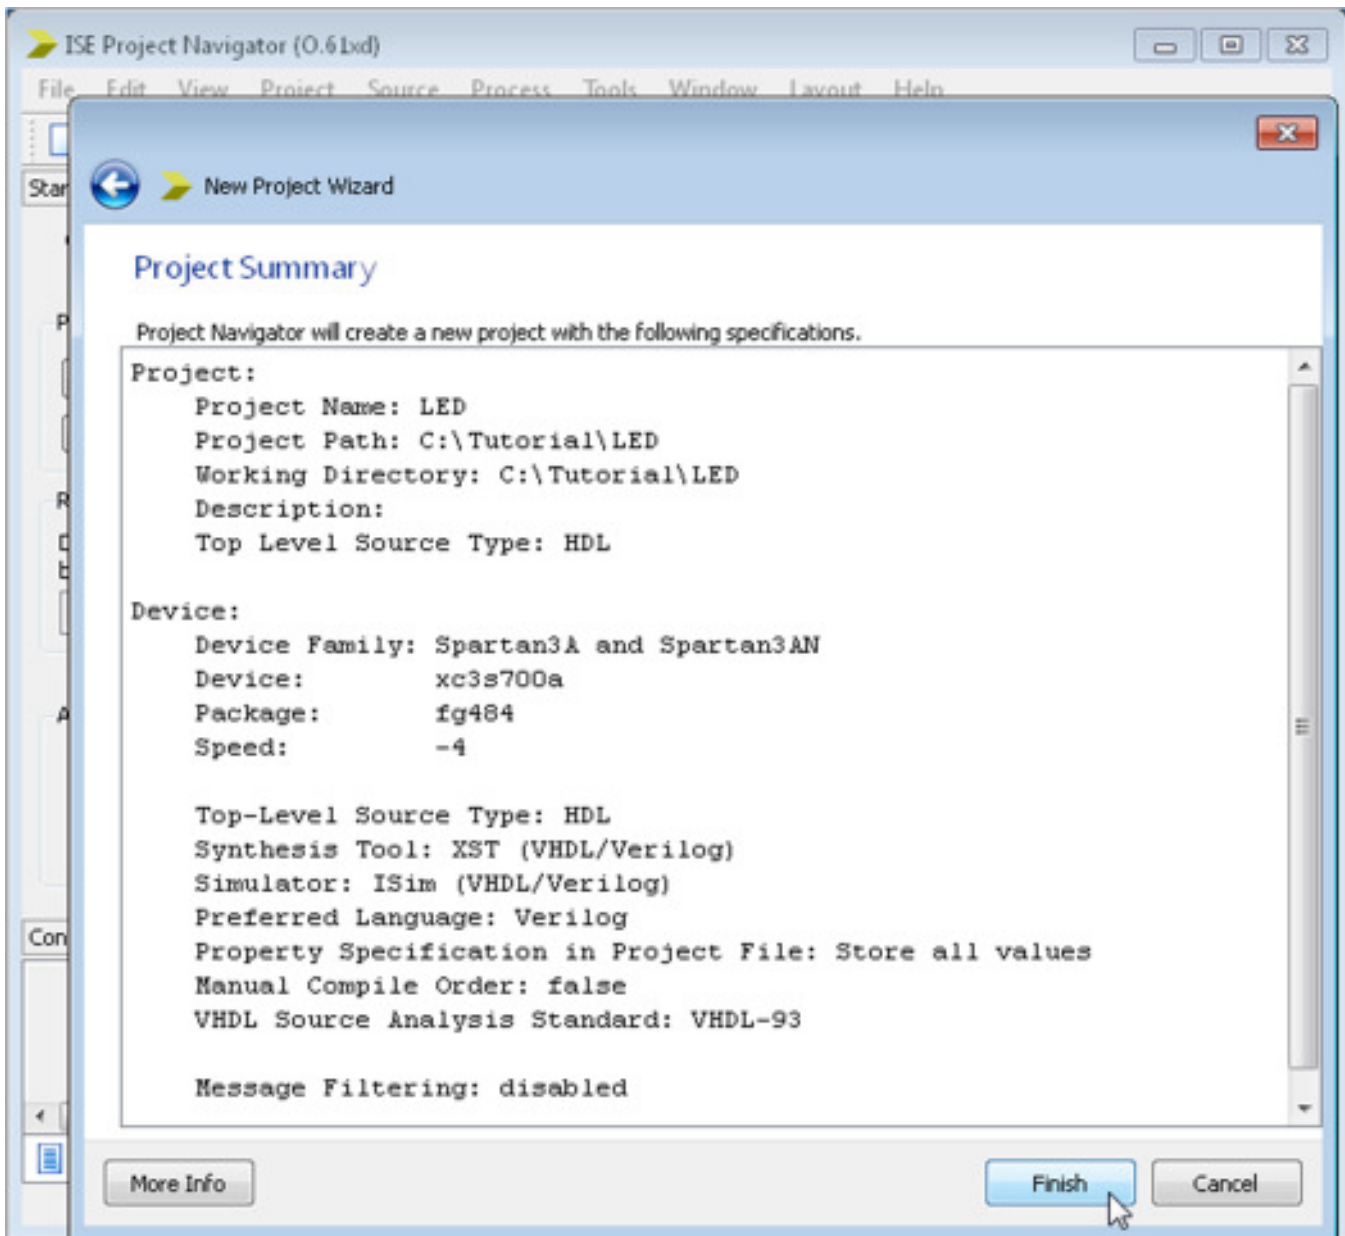 ISE Project Navigator (O.61xd)
File Edit View Project Source Process Tools Window Layout Help
Star
New Project Wizard
Project Summary
Project Navigator will create a new project with the following specifications.
Project:
Project Name: LED
Project Path: C:\Tutorial\LED
Working Directory: C:\Tutorial\LED
Description:
Top Level Source Type: HDL
Device:
Device Family: Spartan3A and Spartan3AN
Device: xc3s700a
Package: fg484
Speed: -4
Top-Level Source Type: HDL
Synthesis Tool: XST (VHDL/Verilog)
Simulator: ISim (VHDL/Verilog)
Preferred Language: Verilog
Property Specification in Project File: Store all values
Manual Compile Order: false
VHDL Source Analysis Standard: VHDL-93
Message Filtering: disabled
Con
More Info Finish Cancel